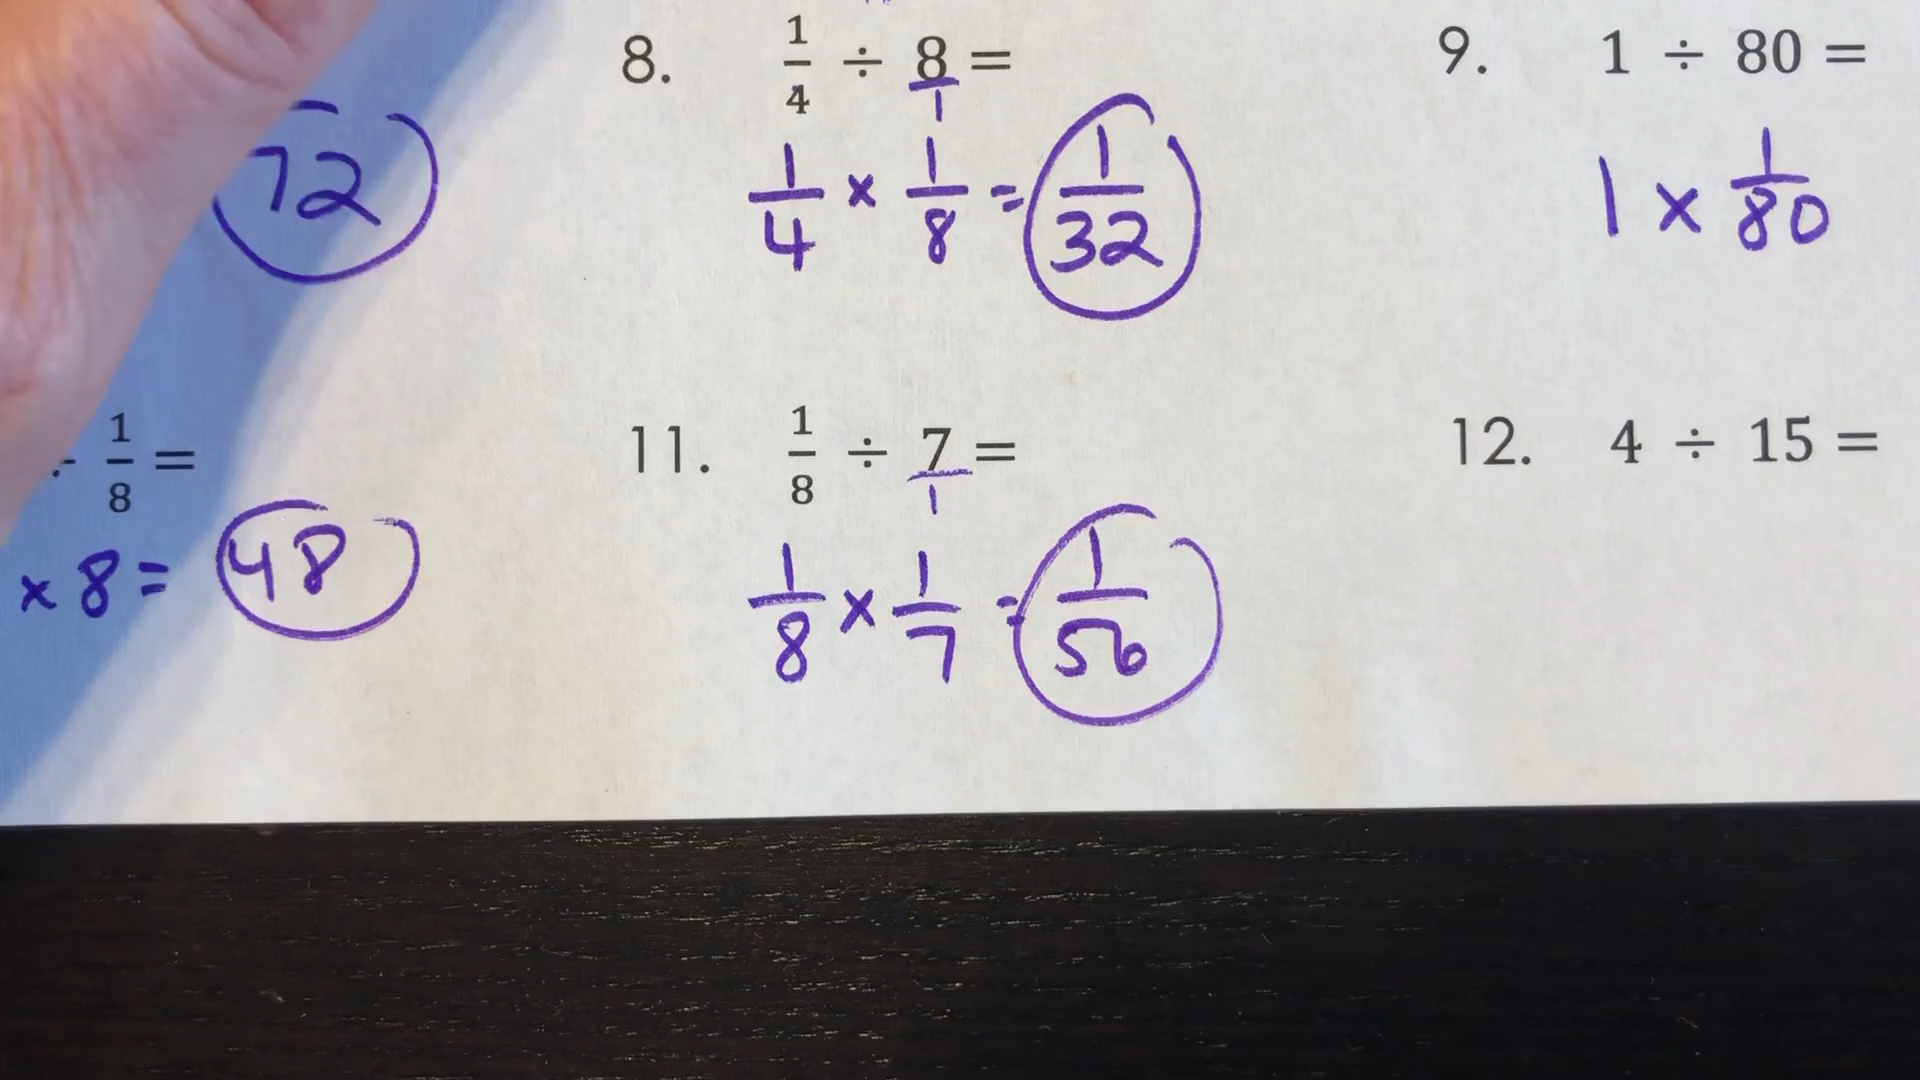 8. 1/4 ÷ 8/1 =
9. 1 ÷ 80 =
72
1/4 × 1/8 = 1/32
1 × 1/80
÷ 1/8 =
11. 1/8 ÷ 7/1 =
12. 4 ÷ 15 =
× 8 = 48
1/8 × 1/7 = 1/56